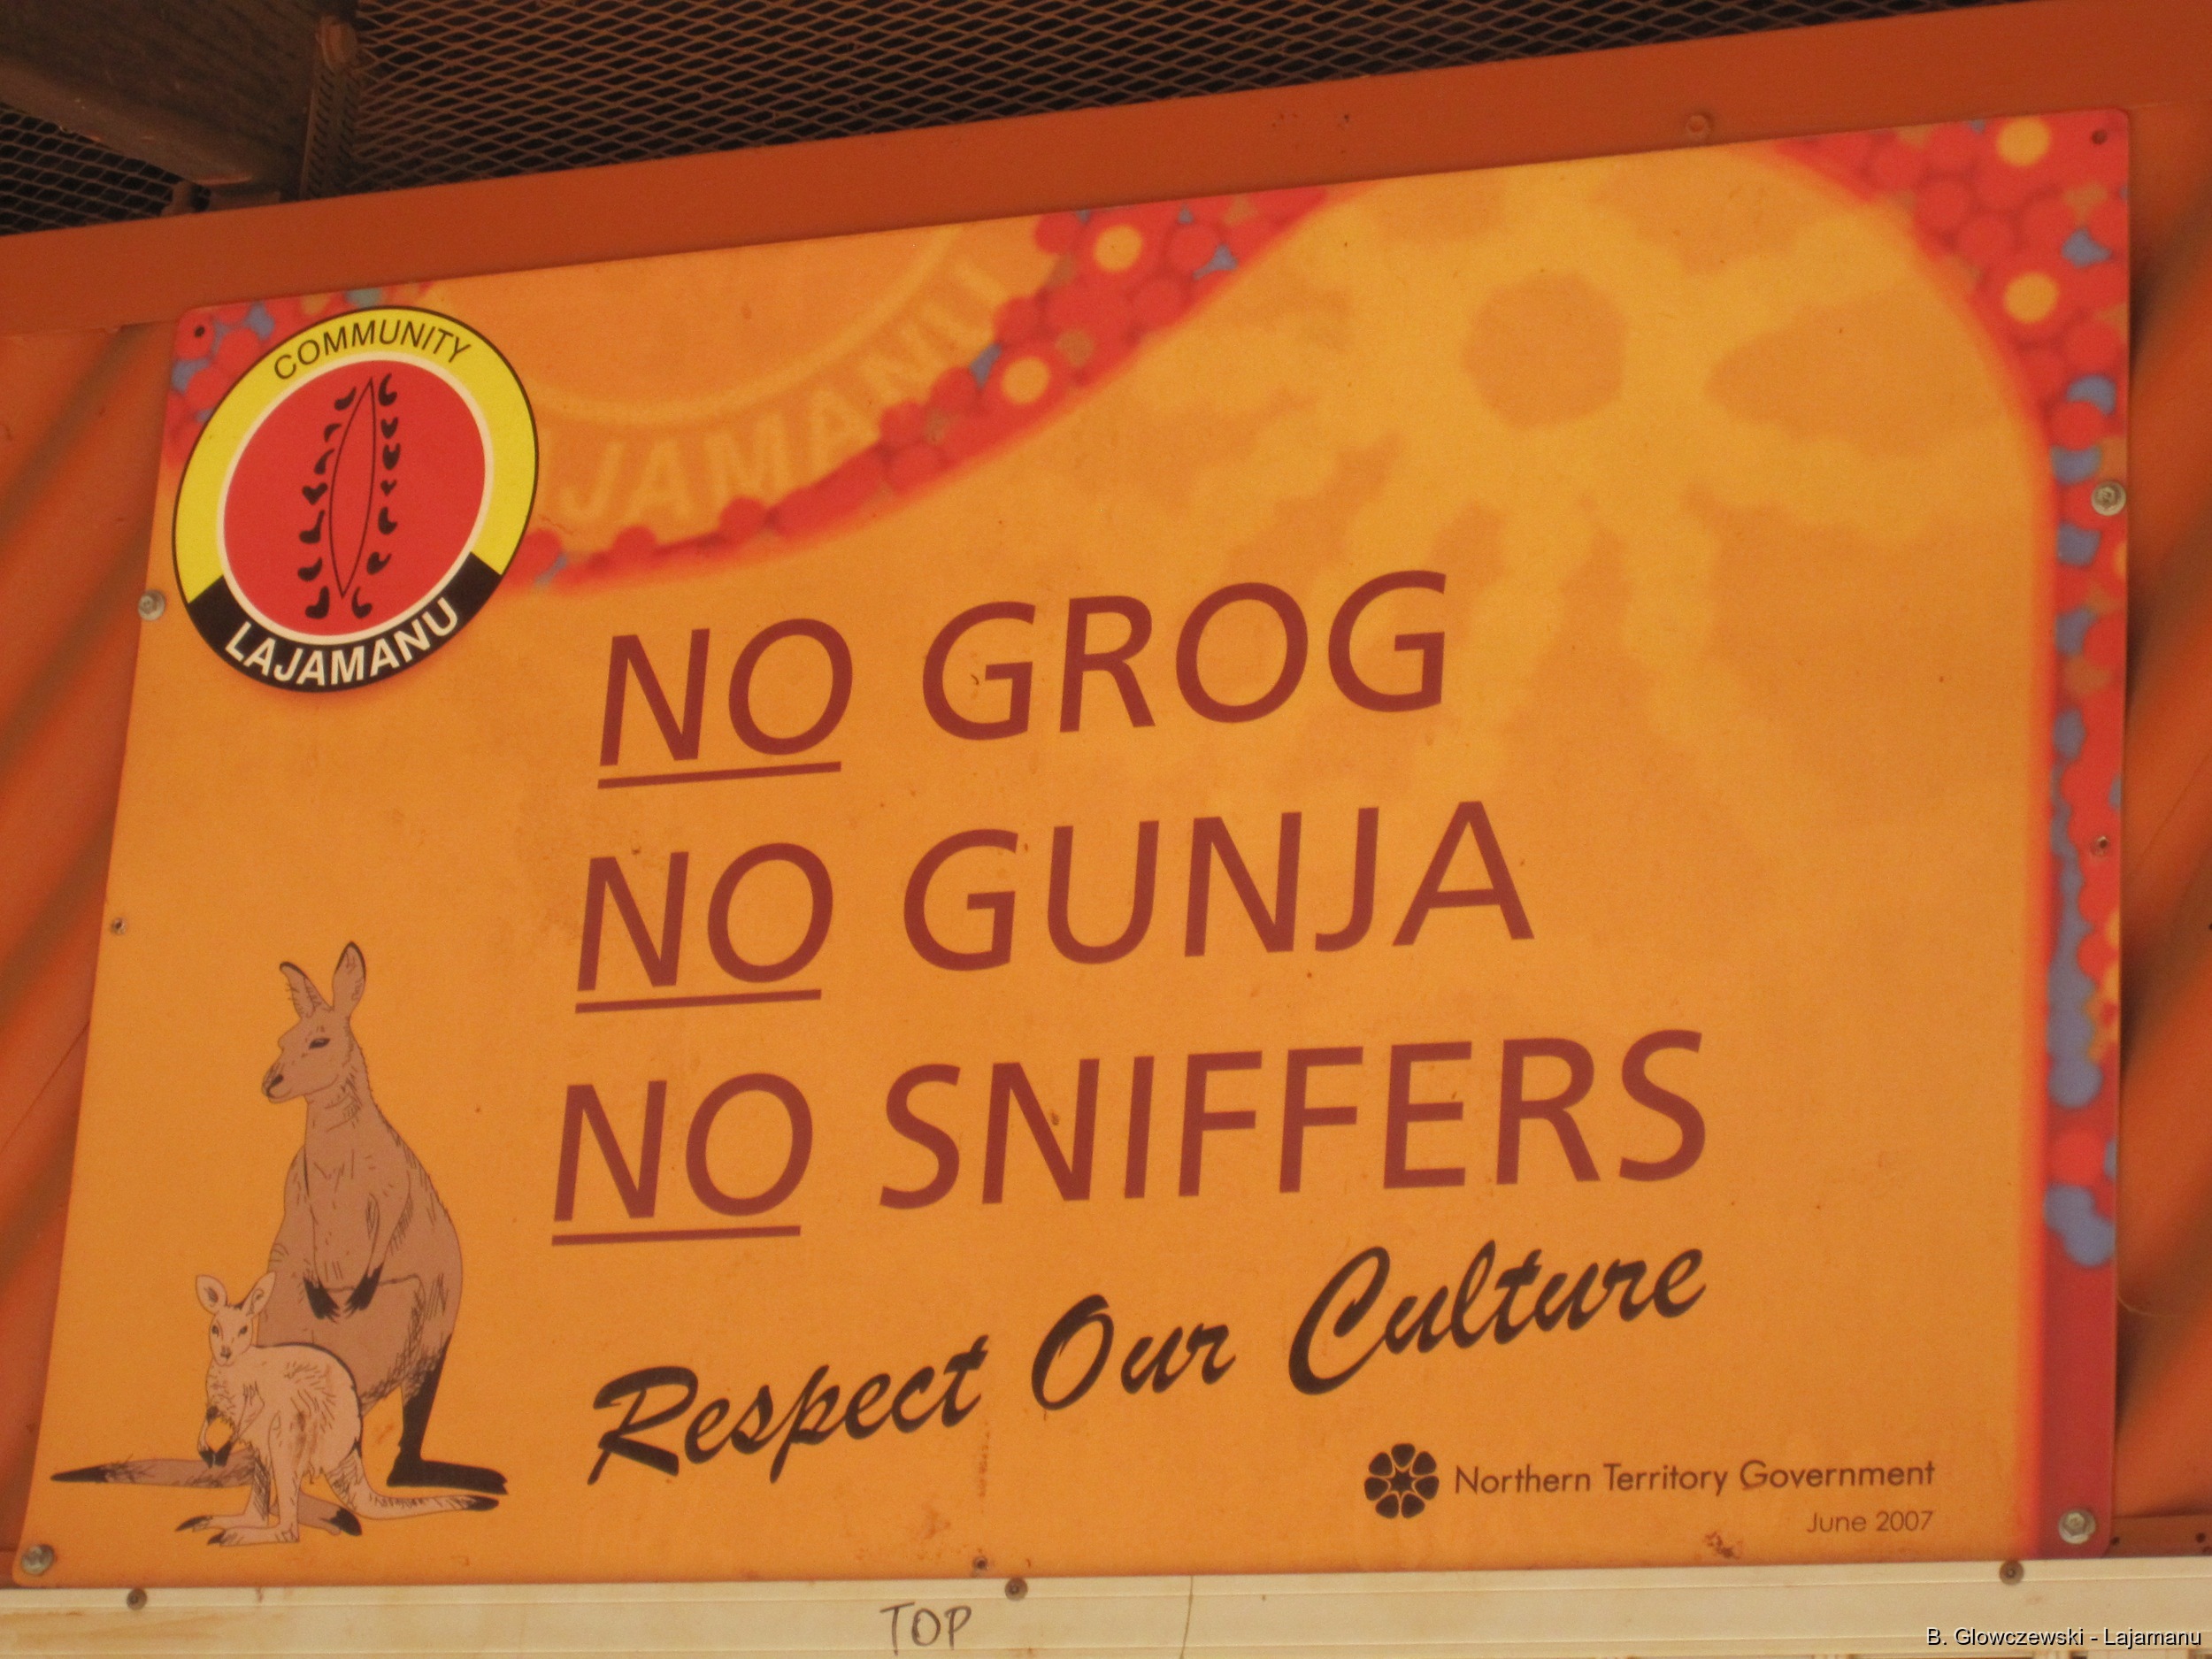 COMMUNITY
LAJAMANU
JAMANU
NO GROG
NO GUNJA
NO SNIFFERS
Respect Our Culture
Northern Territory Government
June 2007
TOP
B. Glowczewski - Lajamanu